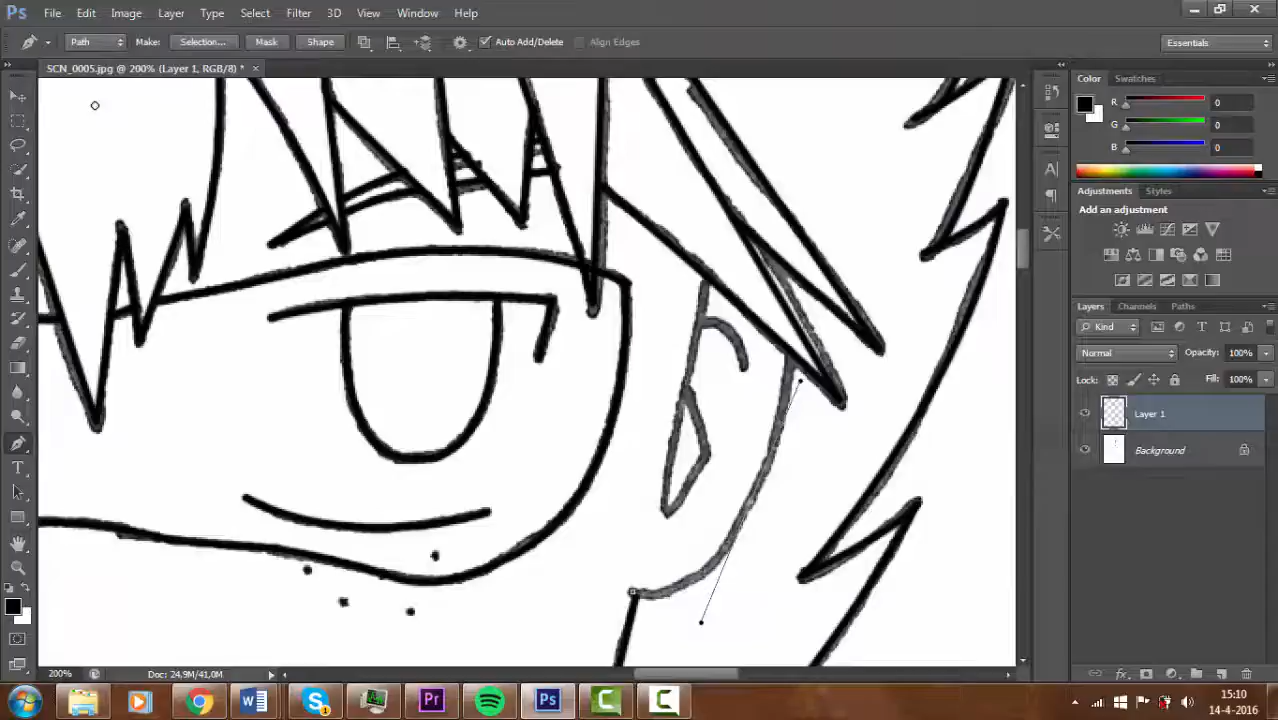 Ps File Edit Image Layer Type Select Filter 3D View Window Help
Path Make: Selection... Mask Shape Auto Add/Delete Align Edges Essentials
SCN_0005.jpg @ 200% (Layer 1, RGB/8) * ×
Color Swatches
R 0
G 0
B 0
Adjustments Styles
Add an adjustment
Layers Channels Paths
Kind
Normal Opacity: 100%
Lock: Fill: 100%
Layer 1
Background
200% Doc: 24,9M/41,0M
15:10
14-4-2016